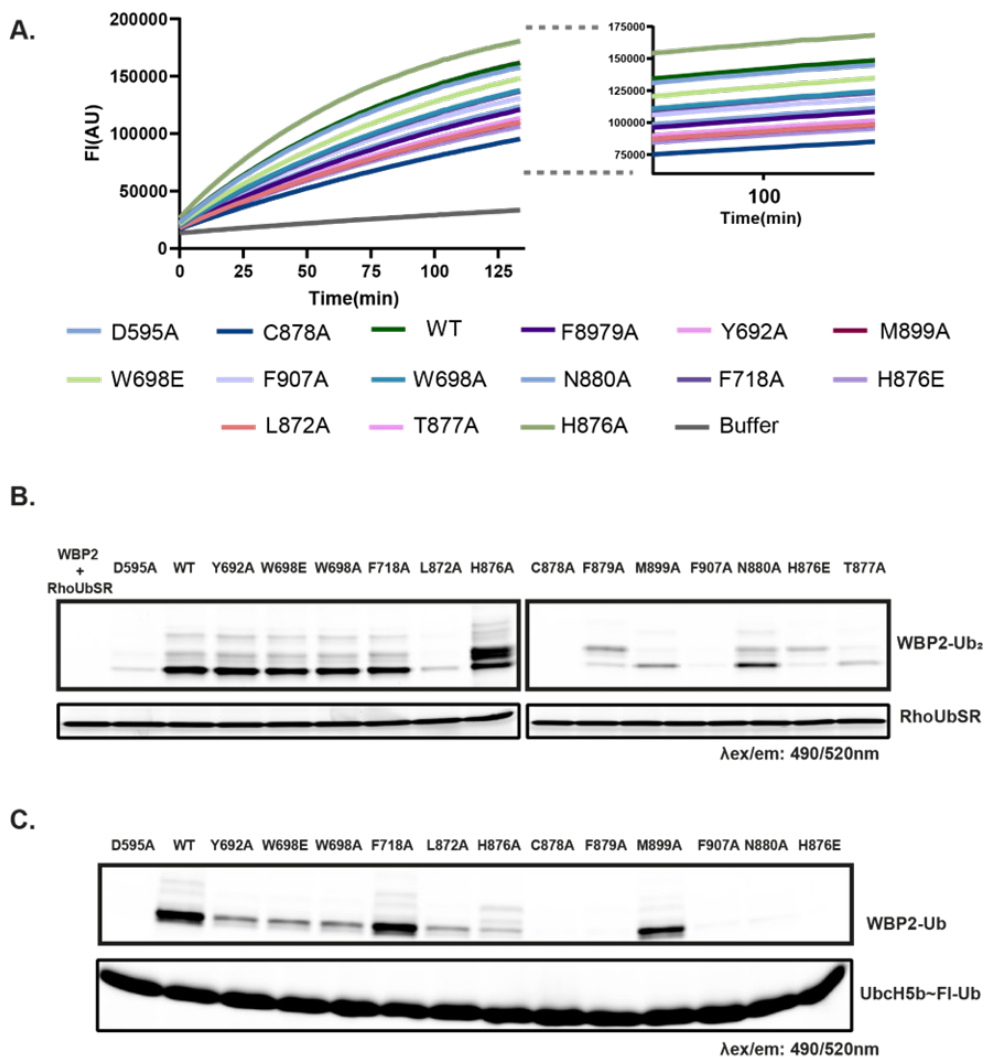 A.
200000
150000
100000
50000
0
FI(AU)
0 25 50 75 100 125
Time(min)
175000
150000
125000
100000
75000
100
Time(min)
D595A C878A WT F8979A Y692A M899A
W698E F907A W698A N880A F718A H876E
L872A T877A H876A Buffer
B.
WBP2
+
RhoUbSR
D595A WT Y692A W698E W698A F718A L872A H876A C878A F879A M899A F907A N880A H876E T877A
WBP2-Ub₂
RhoUbSR
λex/em: 490/520nm
C.
D595A WT Y692A W698E W698A F718A L872A H876A C878A F879A M899A F907A N880A H876E
WBP2-Ub
UbcH5b~Fl-Ub
λex/em: 490/520nm